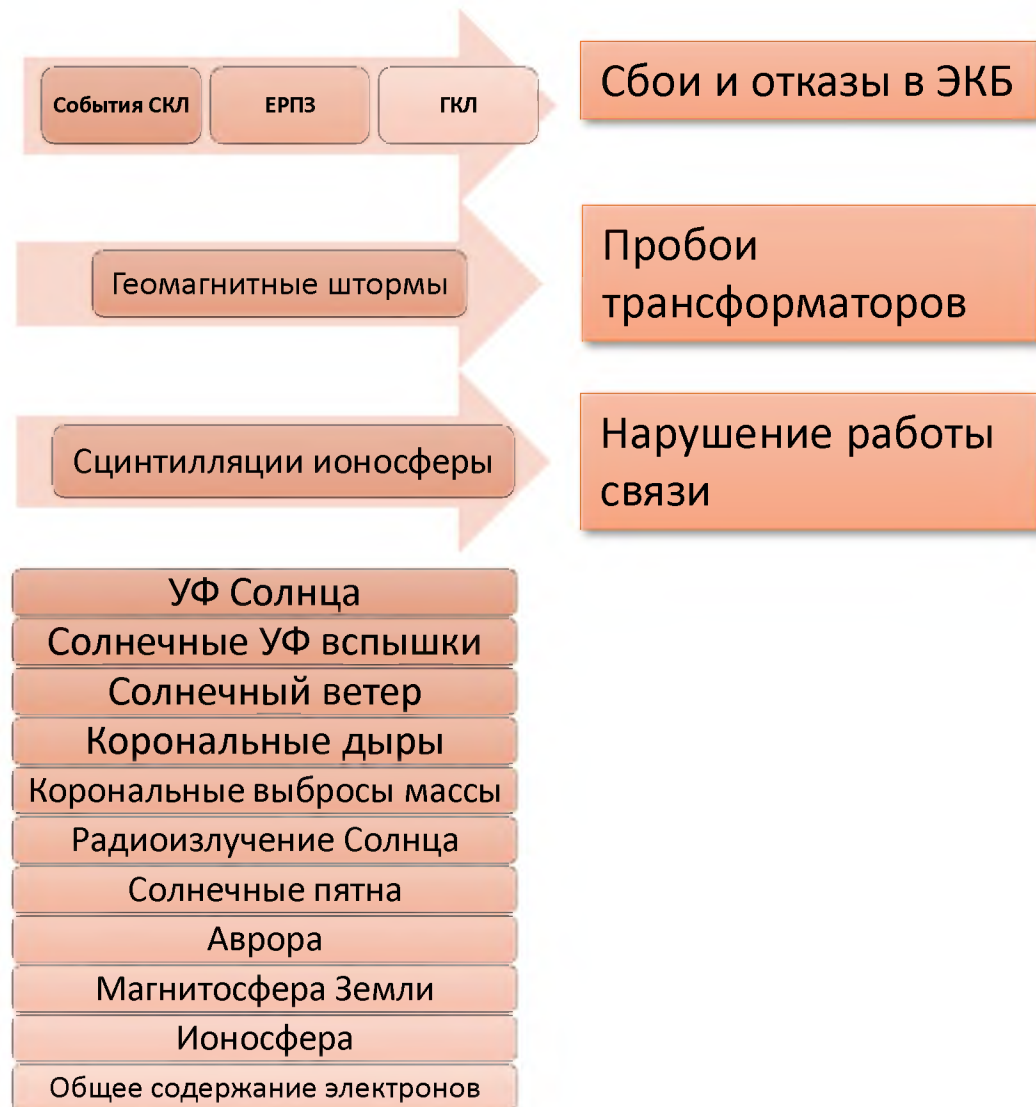 События СКЛ
ЕРПЗ
ГКЛ
Сбои и отказы в ЭКБ
Геомагнитные штормы
Пробои
трансформаторов
Сцинтилляции ионосферы
Нарушение работы
связи
УФ Солнца
Солнечные УФ вспышки
Солнечный ветер
Корональные дыры
Корональные выбросы массы
Радиоизлучение Солнца
Солнечные пятна
Аврора
Магнитосфера Земли
Ионосфера
Общее содержание электронов